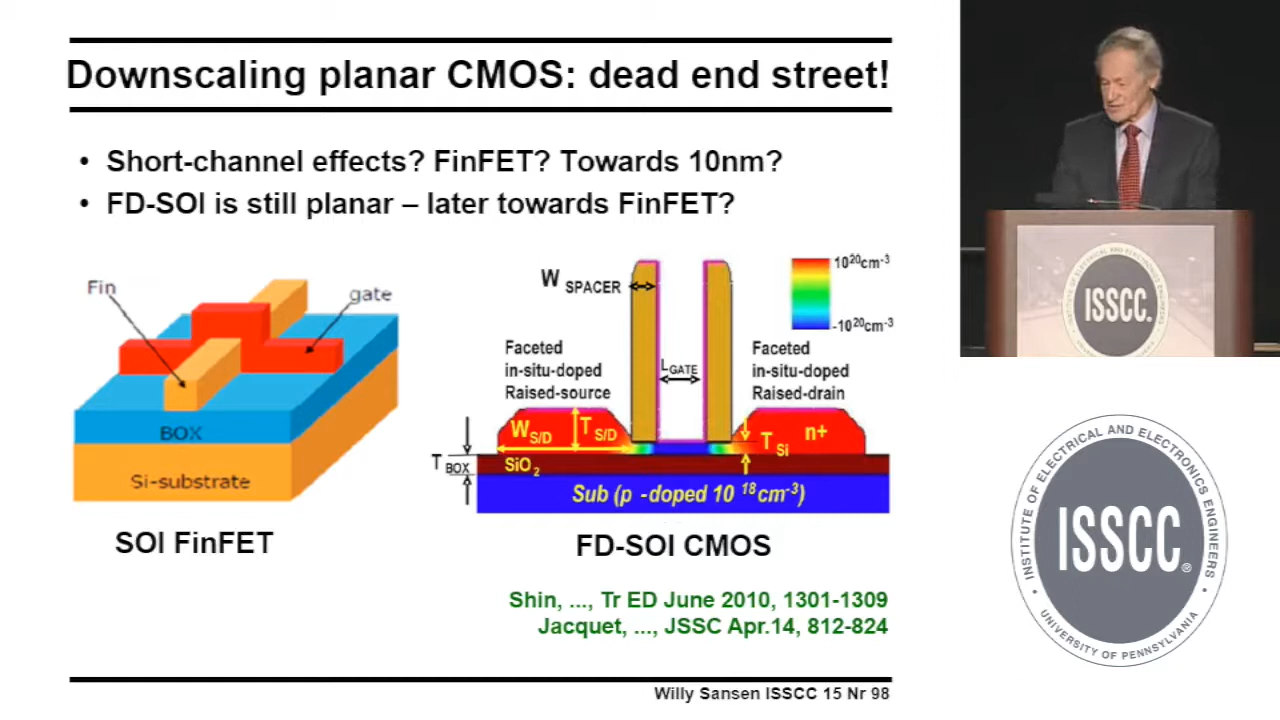 Downscaling planar CMOS: dead end street!
• Short-channel effects? FinFET? Towards 10nm?
• FD-SOI is still planar – later towards FinFET?
Fin
gate
BOX
Si-substrate
SOI FinFET
W SPACER
10²⁰cm⁻³
-10²⁰cm⁻³
Faceted
in-situ-doped
Raised-source
L GATE
Faceted
in-situ-doped
Raised-drain
W S/D
T S/D
T Si
n+
T BOX
SiO₂
Sub (p -doped 10 ¹⁸cm⁻³)
FD-SOI CMOS
Shin, ..., Tr ED June 2010, 1301-1309
Jacquet, ..., JSSC Apr.14, 812-824
Willy Sansen ISSCC 15 Nr 98
ISSCC.
INSTITUTE OF ELECTRICAL AND ELECTRONICS ENGINEERS
ISSCC®
• UNIVERSITY OF PENNSYLVANIA •